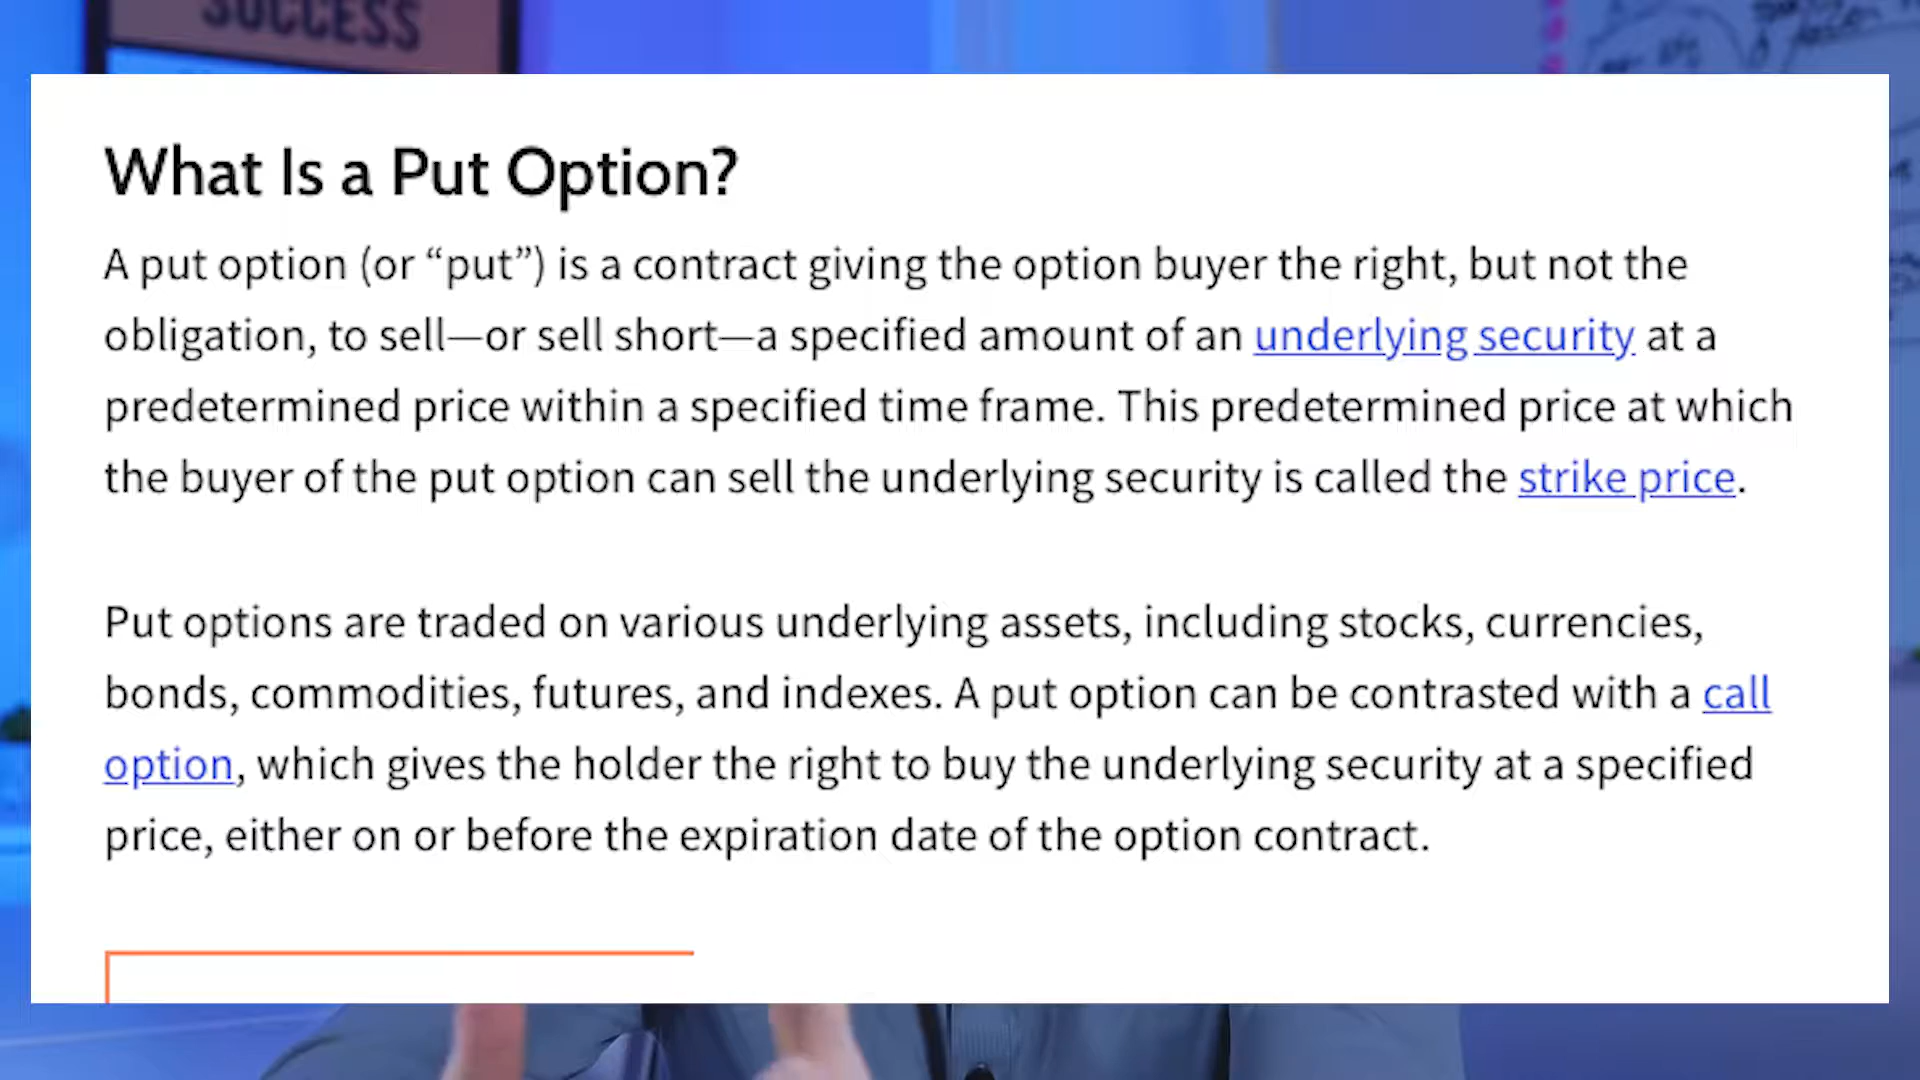 SUCCESS
What Is a Put Option?
A put option (or “put”) is a contract giving the option buyer the right, but not the
obligation, to sell—or sell short—a specified amount of an underlying security at a
predetermined price within a specified time frame. This predetermined price at which
the buyer of the put option can sell the underlying security is called the strike price.
Put options are traded on various underlying assets, including stocks, currencies,
bonds, commodities, futures, and indexes. A put option can be contrasted with a call
option, which gives the holder the right to buy the underlying security at a specified
price, either on or before the expiration date of the option contract.